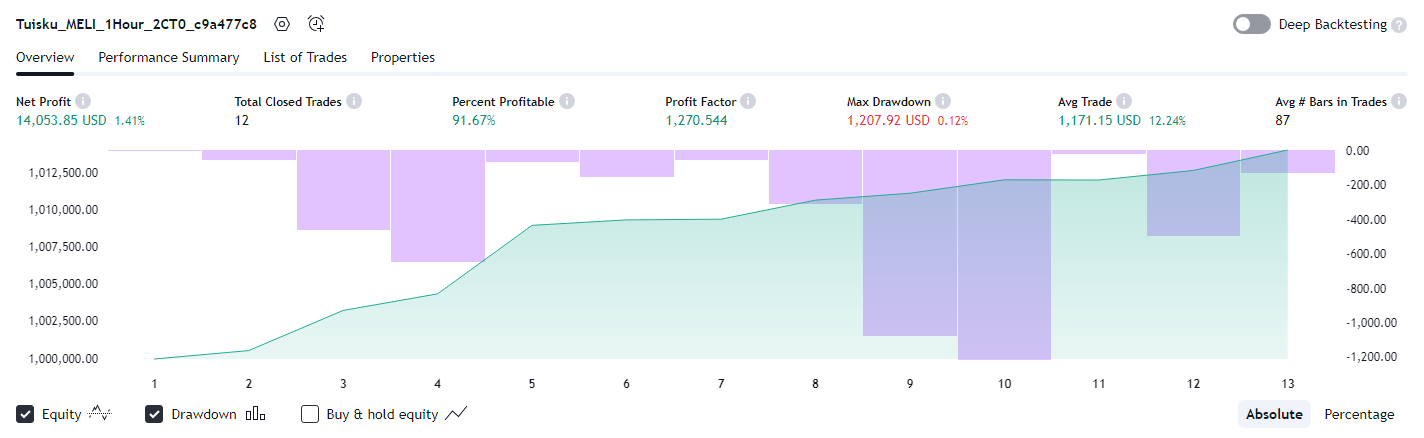 Tuisku_MELI_1Hour_2CT0_c9a477c8 Deep Backtesting ?
Overview Performance Summary List of Trades Properties
Net Profit i Total Closed Trades i Percent Profitable i Profit Factor i Max Drawdown i Avg Trade i Avg # Bars in Trades i
14,053.85 USD 1.41% 12 91.67% 1,270.544 1,207.92 USD 0.12% 1,171.15 USD 12.24% 87
0.00
1,012,500.00 -200.00
1,010,000.00 -400.00
1,007,500.00 -600.00
1,005,000.00 -800.00
1,002,500.00 -1,000.00
1,000,000.00 -1,200.00
1 2 3 4 5 6 7 8 9 10 11 12 13
Equity Drawdown Buy & hold equity Absolute Percentage